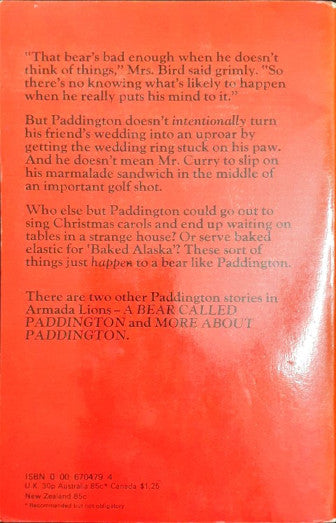 “That bear's bad enough when he doesn't
think of things,” Mrs. Bird said grimly. “So
there's no knowing what's likely to happen
when he really puts his mind to it.”
But Paddington doesn't intentionally turn
his friend's wedding into an uproar by
getting the wedding ring stuck on his paw.
And he doesn't mean Mr. Curry to slip on
his marmalade sandwich in the middle of
an important golf shot.
Who else but Paddington could go out to
sing Christmas carols and end up waiting on
tables in a strange house? Or serve baked
elastic for 'Baked Alaska'? These sort of
things just happen to a bear like Paddington.
There are two other Paddington stories in
Armada Lions – A BEAR CALLED
PADDINGTON and MORE ABOUT
PADDINGTON.
ISBN 0 00 670479 4
U.K. 30p Australia 85c* Canada $1.25
New Zealand 85c
* Recommended but not obligatory